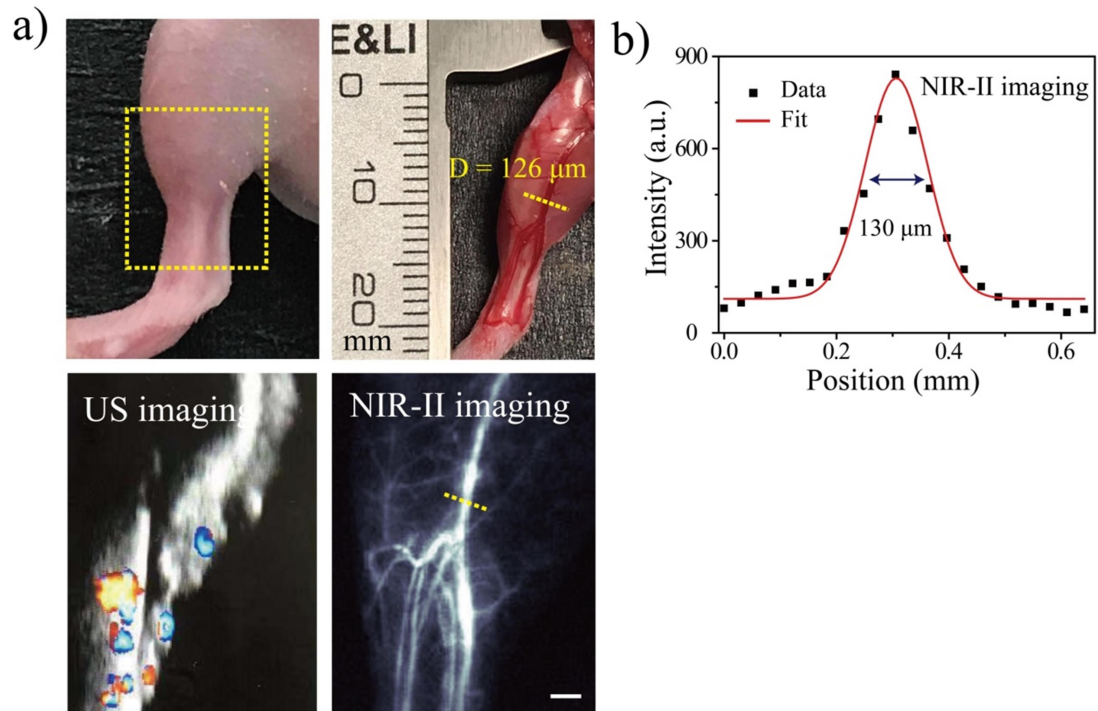 a)
E&LI
0
10
20
mm
D = 126 μm
US imaging
NIR-II imaging
b)
NIR-II imaging
Data
Fit
130 μm
Intensity (a.u.)
900
600
300
0
0.0 0.2 0.4 0.6
Position (mm)